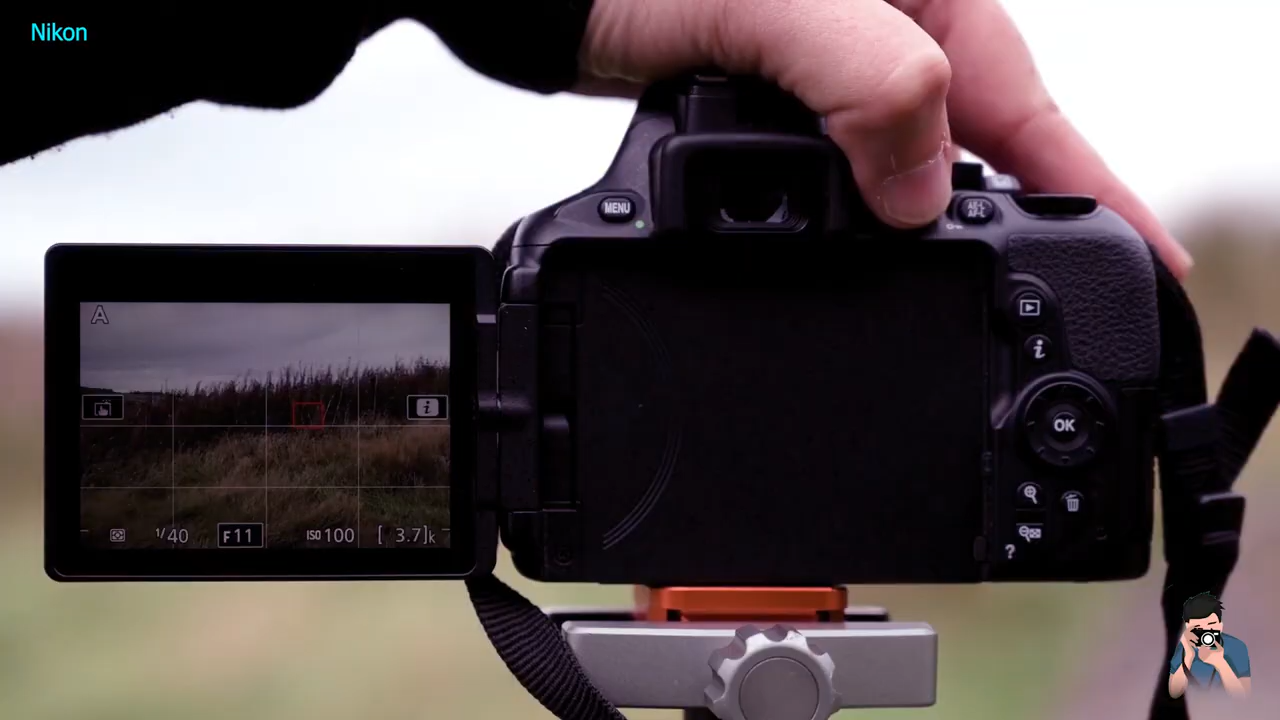 Nikon
MENU
AE-L
AF-L
A
i
i
OK
1/40
F11
ISO 100
[ 3.7]k
?